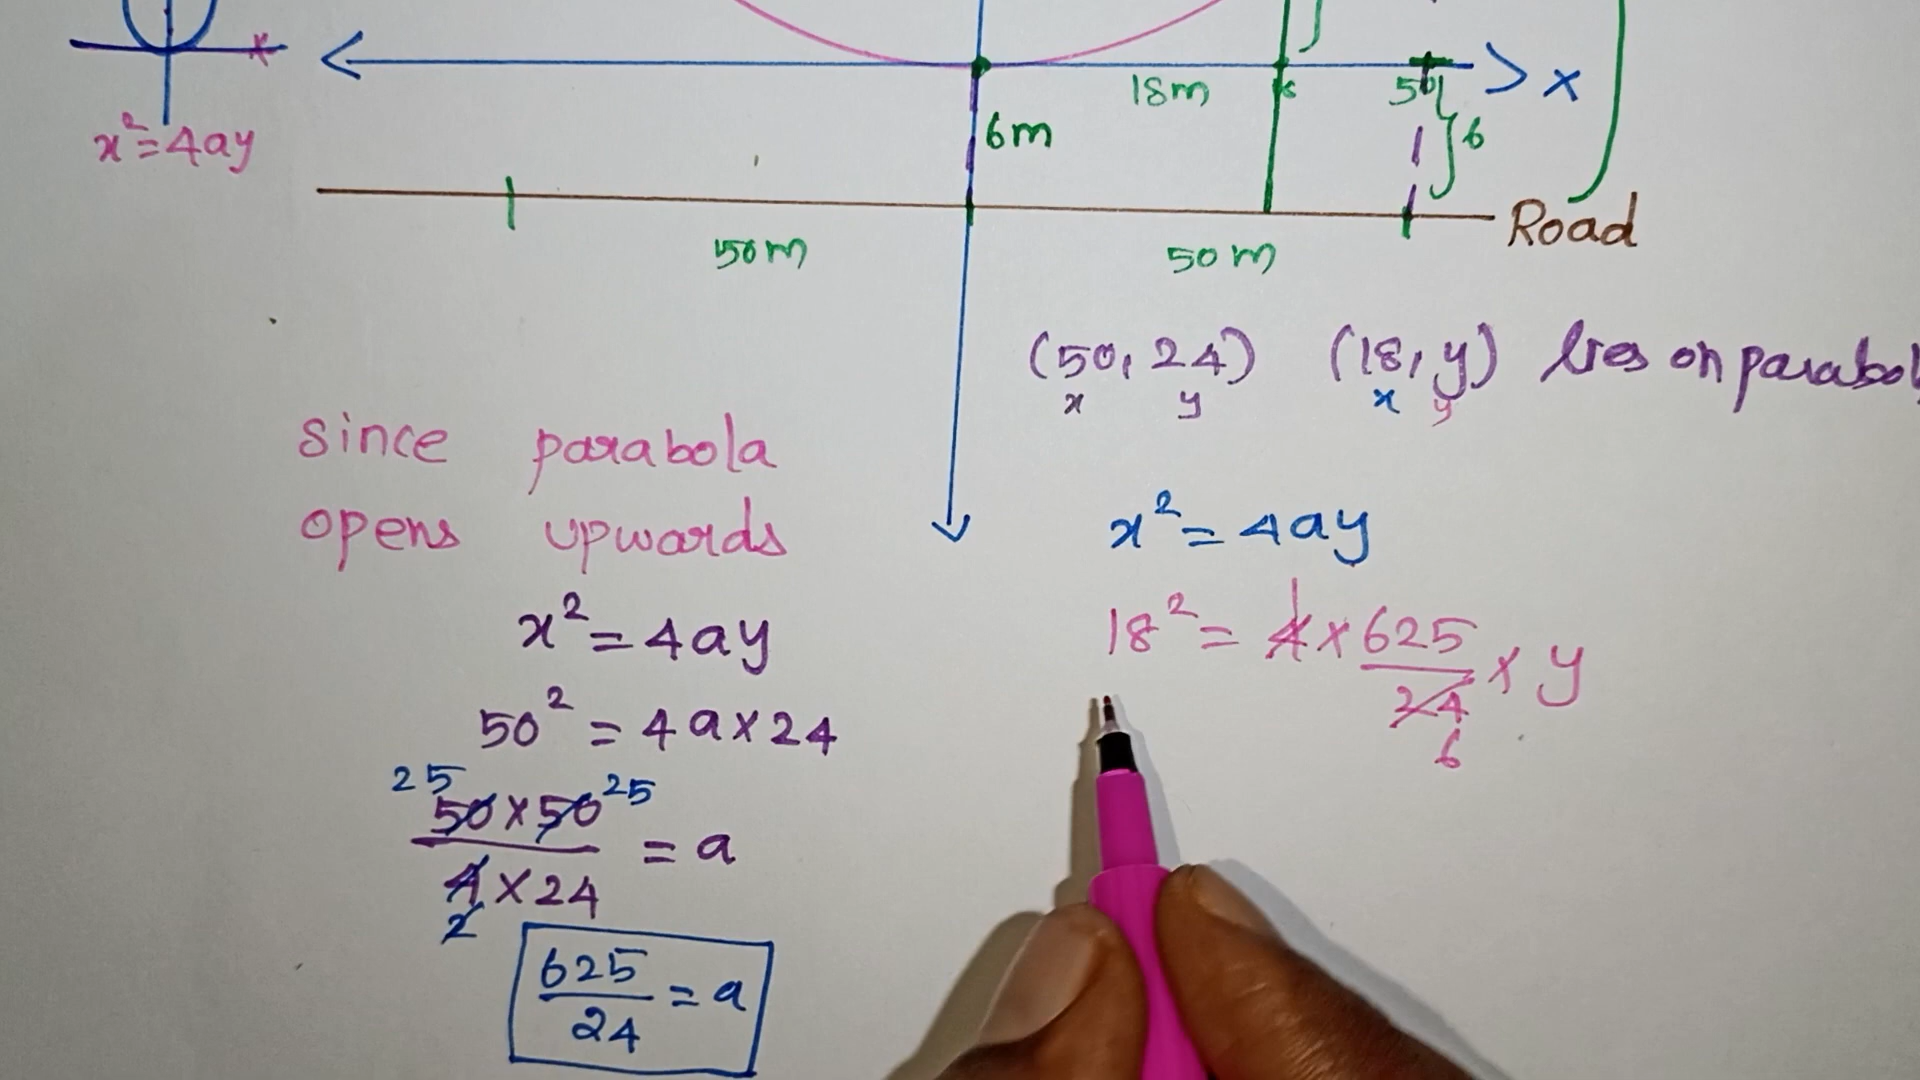 x
x² = 4ay
18m
50
x
6m
6
Road
50m
50m
(50, 24) (18, y) lies on parabol
x y x y
since parabola
opens upwards
x² = 4ay
50² = 4a × 24
25 25
50 × 50 / 4 × 24 = a
2
625/24 = a
x² = 4ay
1
18² = 4 × 625/24 × y
6